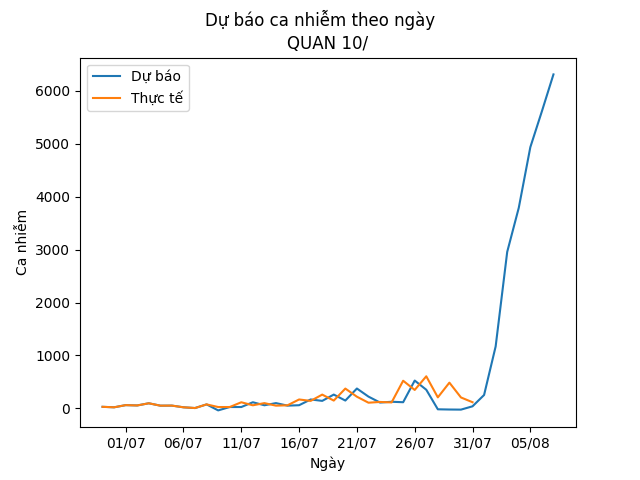 Dự báo ca nhiễm theo ngày
QUAN 10/
Dự báo
Thực tế
6000
5000
4000
3000
2000
1000
0
Ca nhiễm
01/07 06/07 11/07 16/07 21/07 26/07 31/07 05/08
Ngày